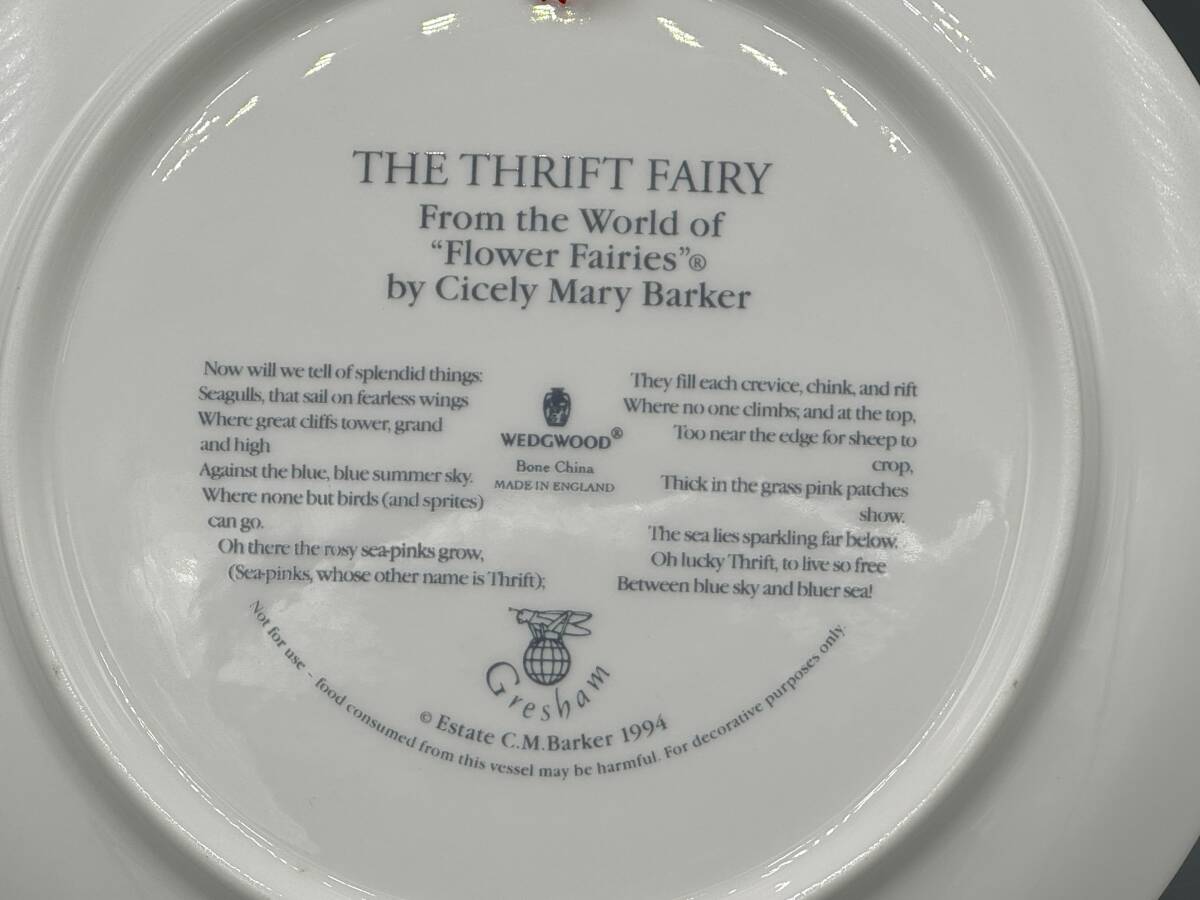 THE THRIFT FAIRY
From the World of
“Flower Fairies”®
by Cicely Mary Barker
Now will we tell of splendid things:
Seagulls, that sail on fearless wings
Where great cliffs tower, grand
and high
Against the blue, blue summer sky.
Where none but birds (and sprites)
can go.
Oh there the rosy sea-pinks grow,
(Sea-pinks, whose other name is Thrift);
WEDGWOOD®
Bone China
MADE IN ENGLAND
They fill each crevice, chink, and rift
Where no one climbs; and at the top,
Too near the edge for sheep to
crop,
Thick in the grass pink patches
show.
The sea lies sparkling far below.
Oh lucky Thrift, to live so free
Between blue sky and bluer sea!
Gresham
© Estate C.M.Barker 1994
Not for use - food consumed from this vessel may be harmful. For decorative purposes only.